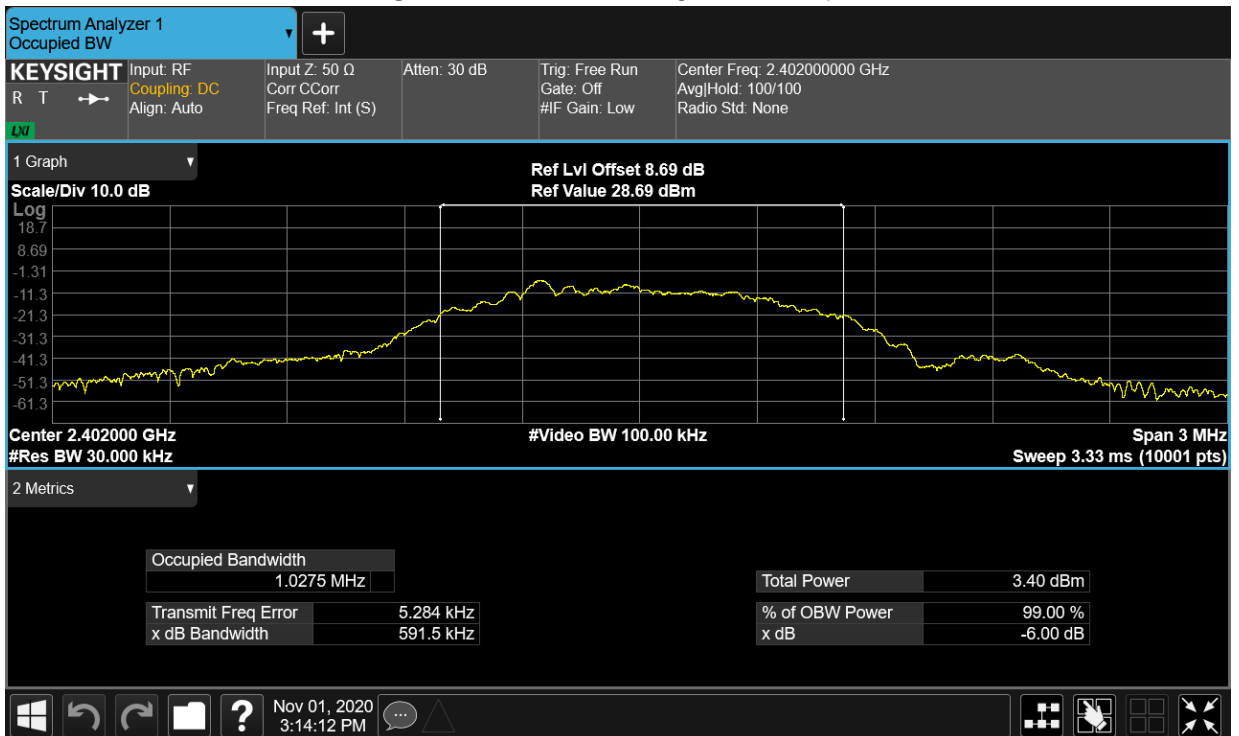 Spectrum Analyzer 1
Occupied BW
+
KEYSIGHT
R T
LXI
Input: RF
Coupling: DC
Align: Auto
Input Z: 50 Ω
Corr CCorr
Freq Ref: Int (S)
Atten: 30 dB
Trig: Free Run
Gate: Off
#IF Gain: Low
Center Freq: 2.402000000 GHz
Avg|Hold: 100/100
Radio Std: None
1 Graph
Scale/Div 10.0 dB
Ref Lvl Offset 8.69 dB
Ref Value 28.69 dBm
Log
18.7
8.69
-1.31
-11.3
-21.3
-31.3
-41.3
-51.3
-61.3
Center 2.402000 GHz
#Res BW 30.000 kHz
#Video BW 100.00 kHz
Span 3 MHz
Sweep 3.33 ms (10001 pts)
2 Metrics
Occupied Bandwidth
1.0275 MHz
Transmit Freq Error 5.284 kHz
x dB Bandwidth 591.5 kHz
Total Power 3.40 dBm
% of OBW Power 99.00 %
x dB -6.00 dB
?
Nov 01, 2020
3:14:12 PM